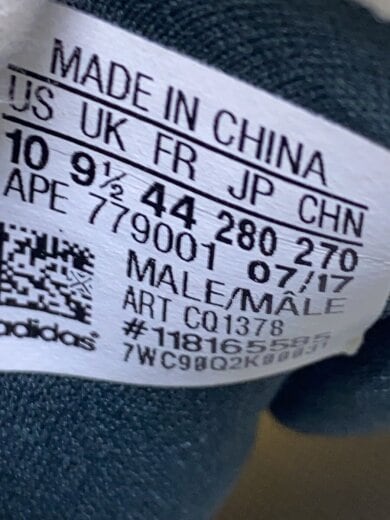 MADE IN CHINA
US UK FR JP CHN
10 9½ 44 280 270
APE 779001 07/17
MALE/MÂLE
ART CQ1378
#118165585
adidas